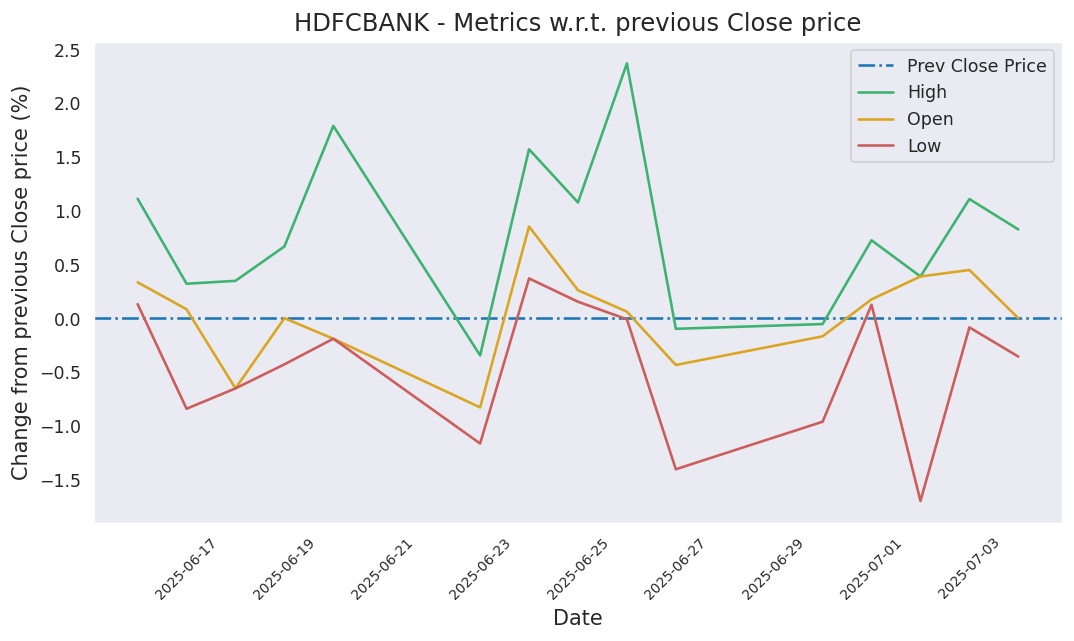 HDFCBANK - Metrics w.r.t. previous Close price
Change from previous Close price (%)
2.5
2.0
1.5
1.0
0.5
0.0
−0.5
−1.0
−1.5
Prev Close Price
High
Open
Low
2025-06-17
2025-06-19
2025-06-21
2025-06-23
2025-06-25
2025-06-27
2025-06-29
2025-07-01
2025-07-03
Date